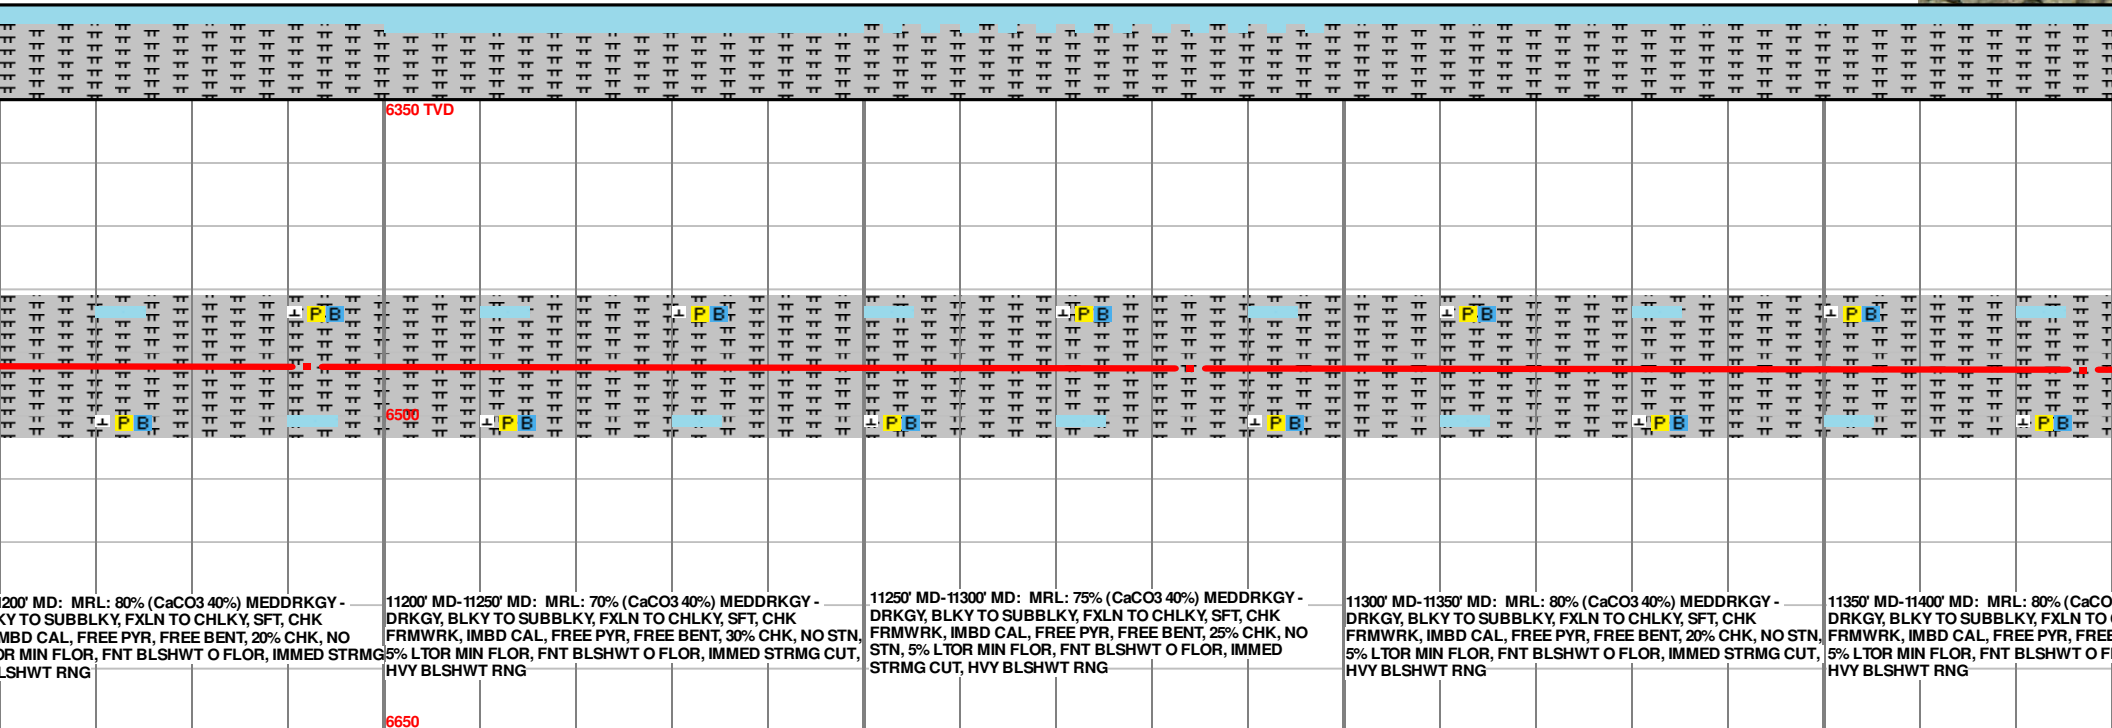 6350 TVD
P B
P B
P B
P B
P B
6500
P B
P B
P B
P B
P B
P B
1200' MD: MRL: 80% (CaCO3 40%) MEDDRKGY -
KY TO SUBBLKY, FXLN TO CHLKY, SFT, CHK
MBD CAL, FREE PYR, FREE BENT, 20% CHK, NO
OR MIN FLOR, FNT BLSHWT O FLOR, IMMED STRMG
LSHWT RNG
11200' MD-11250' MD: MRL: 70% (CaCO3 40%) MEDDRKGY -
DRKGY, BLKY TO SUBBLKY, FXLN TO CHLKY, SFT, CHK
FRMWRK, IMBD CAL, FREE PYR, FREE BENT, 30% CHK, NO STN,
5% LTOR MIN FLOR, FNT BLSHWT O FLOR, IMMED STRMG CUT,
HVY BLSHWT RNG
11250' MD-11300' MD: MRL: 75% (CaCO3 40%) MEDDRKGY -
DRKGY, BLKY TO SUBBLKY, FXLN TO CHLKY, SFT, CHK
FRMWRK, IMBD CAL, FREE PYR, FREE BENT, 25% CHK, NO
STN, 5% LTOR MIN FLOR, FNT BLSHWT O FLOR, IMMED
STRMG CUT, HVY BLSHWT RNG
11300' MD-11350' MD: MRL: 80% (CaCO3 40%) MEDDRKGY -
DRKGY, BLKY TO SUBBLKY, FXLN TO CHLKY, SFT, CHK
FRMWRK, IMBD CAL, FREE PYR, FREE BENT, 20% CHK, NO STN,
5% LTOR MIN FLOR, FNT BLSHWT O FLOR, IMMED STRMG CUT,
HVY BLSHWT RNG
11350' MD-11400' MD: MRL: 80% (CaCO
DRKGY, BLKY TO SUBBLKY, FXLN TO
FRMWRK, IMBD CAL, FREE PYR, FREE
5% LTOR MIN FLOR, FNT BLSHWT O F
HVY BLSHWT RNG
6650